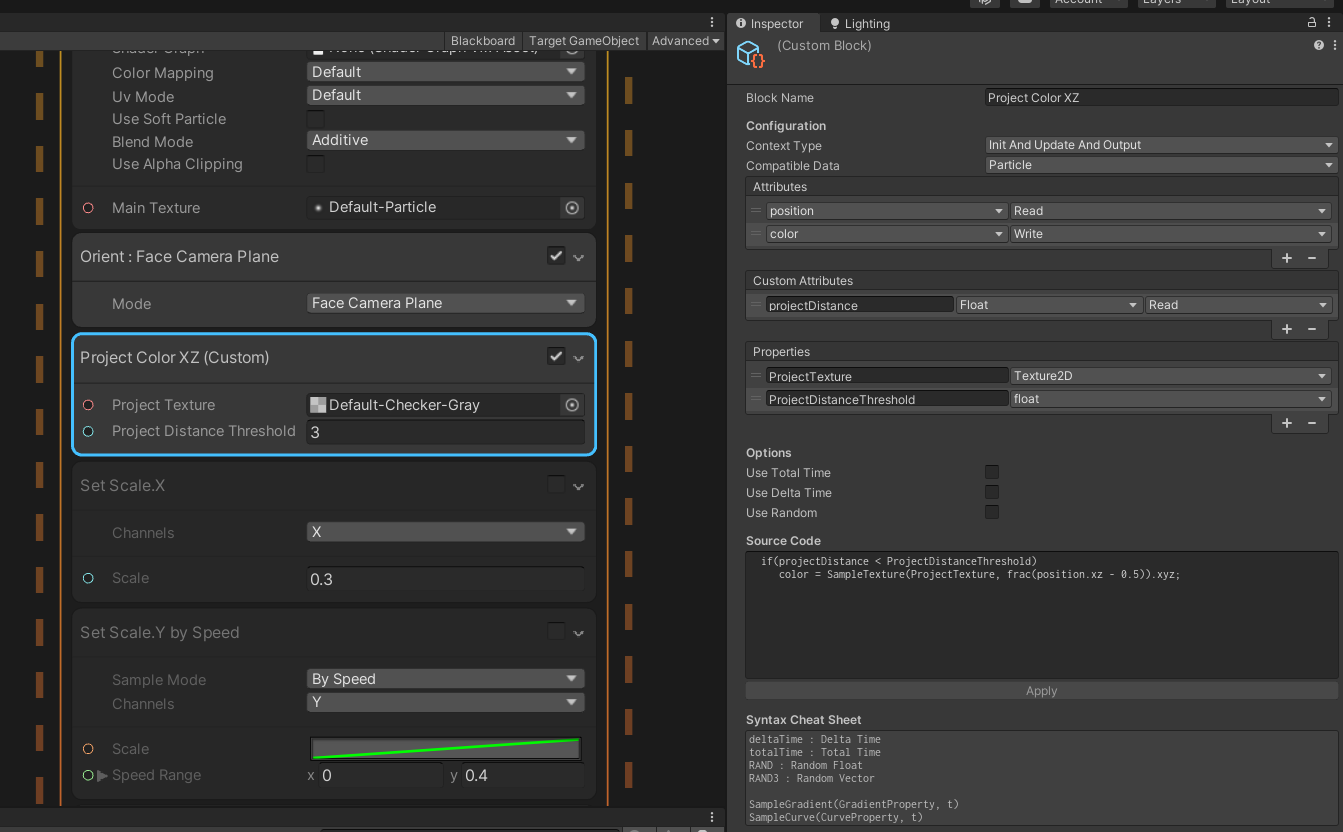 Account
Layers
Layout
Blackboard Target GameObject Advanced
Shader Graph None (Shader Graph Vfx Asset)
Color Mapping Default
Uv Mode Default
Use Soft Particle
Blend Mode Additive
Use Alpha Clipping
Main Texture Default-Particle
Orient : Face Camera Plane
Mode Face Camera Plane
Project Color XZ (Custom)
Project Texture Default-Checker-Gray
Project Distance Threshold 3
Set Scale.X
Channels X
Scale 0.3
Set Scale.Y by Speed
Sample Mode By Speed
Channels Y
Scale
Speed Range x 0 y 0.4
Inspector Lighting
(Custom Block)
Block Name Project Color XZ
Configuration
Context Type Init And Update And Output
Compatible Data Particle
Attributes
position Read
color Write
+ −
Custom Attributes
projectDistance Float Read
+ −
Properties
ProjectTexture Texture2D
ProjectDistanceThreshold float
+ −
Options
Use Total Time
Use Delta Time
Use Random
Source Code
if(projectDistance < ProjectDistanceThreshold)
color = SampleTexture(ProjectTexture, frac(position.xz - 0.5)).xyz;
Apply
Syntax Cheat Sheet
deltaTime : Delta Time
totalTime : Total Time
RAND : Random Float
RAND3 : Random Vector
SampleGradient(GradientProperty, t)
SampleCurve(CurveProperty, t)